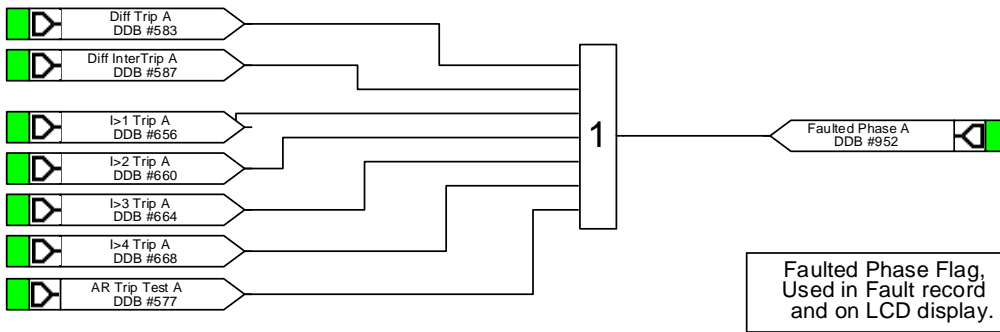 Diff Trip A
DDB #583
Diff InterTrip A
DDB #587
I>1 Trip A
DDB #656
I>2 Trip A
DDB #660
I>3 Trip A
DDB #664
I>4 Trip A
DDB #668
AR Trip Test A
DDB #577
1
Faulted Phase A
DDB #952
Faulted Phase Flag,
Used in Fault record
and on LCD display.